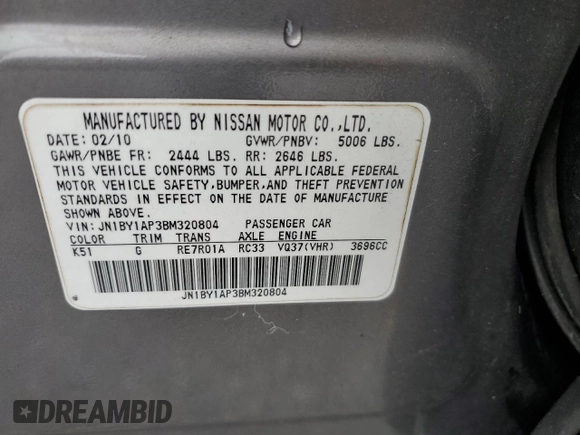 MANUFACTURED BY NISSAN MOTOR CO.,LTD.
DATE: 02/10 GVWR/PNBV: 5006 LBS.
GAWR/PNBE FR: 2444 LBS. RR: 2646 LBS.
THIS VEHICLE CONFORMS TO ALL APPLICABLE FEDERAL
MOTOR VEHICLE SAFETY,BUMPER,AND THEFT PREVENTION
STANDARDS IN EFFECT ON THE DATE OF MANUFACTURE
SHOWN ABOVE.
VIN: JN1BY1AP3BM320804 PASSENGER CAR
COLOR TRIM TRANS AXLE ENGINE
K51 G RE7R01A RC33 VQ37(VHR) 3696CC
JN1BY1AP3BM320804
DREAMBID